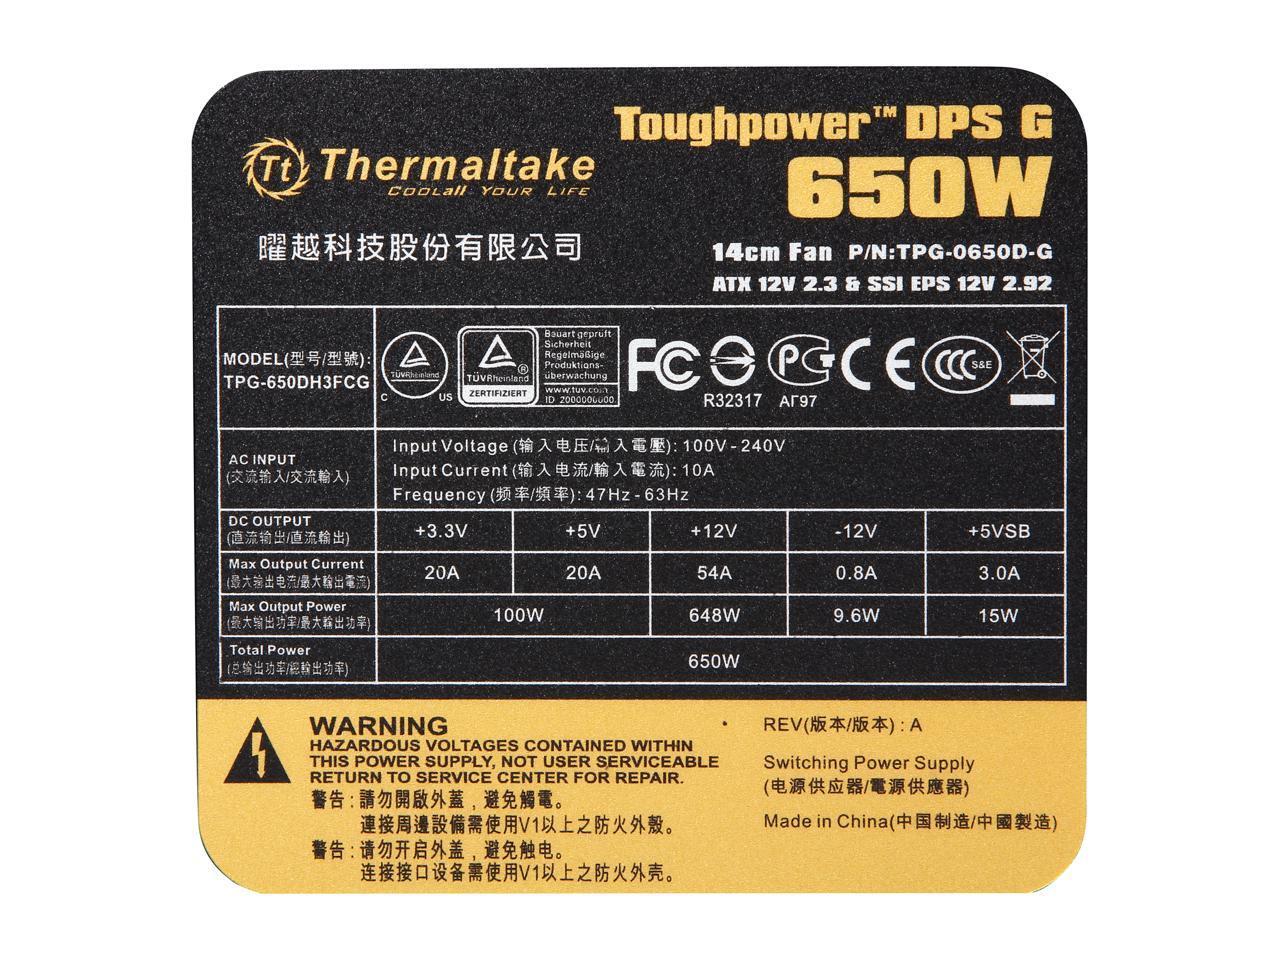 Toughpower™ DPS G
650W
Tt Thermaltake
COOLall YOUR LIFE
曜越科技股份有限公司
14cm Fan P/N:TPG-0650D-G
ATX 12V 2.3 & SSI EPS 12V 2.92
MODEL(型号/型號):
TPG-650DH3FCG
TÜVRheinland
C US
TÜVRheinland ®
ZERTIFIZIERT
Bauart geprüft
Sicherheit
Regelmäßige
Produktions-
überwachung
www.tuv.com
ID 2000000000
FC
R32317
PG
АГ97
CE
CCC S&E
AC INPUT
(交流输入/交流輸入)
Input Voltage (输入电压/輸入電壓): 100V - 240V
Input Current (输入电流/輸入電流): 10A
Frequency (频率/頻率): 47Hz - 63Hz
DC OUTPUT
(直流输出/直流輸出)
+3.3V +5V +12V -12V +5VSB
Max Output Current
(最大输出电流/最大輸出電流)
20A 20A 54A 0.8A 3.0A
Max Output Power
(最大输出功率/最大輸出功率)
100W 648W 9.6W 15W
Total Power
(总输出功率/總輸出功率)
650W
WARNING
HAZARDOUS VOLTAGES CONTAINED WITHIN
THIS POWER SUPPLY, NOT USER SERVICEABLE
RETURN TO SERVICE CENTER FOR REPAIR.
警告:請勿開啟外蓋，避免觸電。
連接周邊設備需使用V1以上之防火外殼。
警告:请勿开启外盖，避免触电。
连接接口设备需使用V1以上之防火外壳。
REV(版本/版本) : A
Switching Power Supply
(电源供应器/電源供應器)
Made in China(中国制造/中國製造)